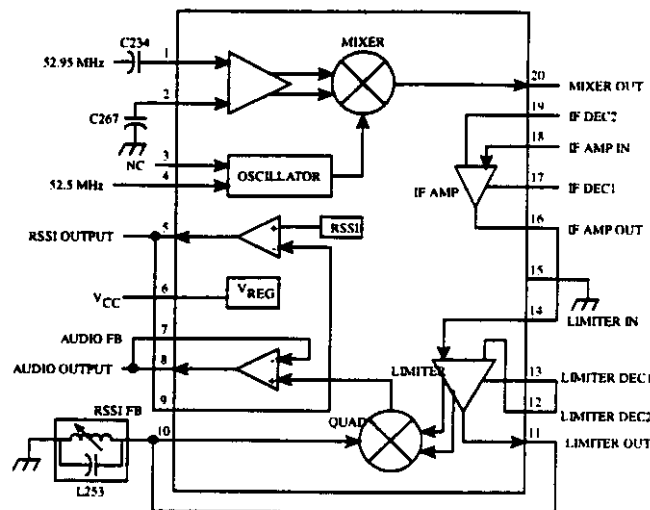 C234
52.95 MHz
1
2
C267
NC
3
4
52.5 MHz
OSCILLATOR
MIXER
20
MIXER OUT
19
IF DEC2
18
IF AMP IN
IF AMP
17
IF DEC1
16
IF AMP OUT
RSSI OUTPUT
5
+
-
RSSI
6
VCC
VREG
15
14
LIMITER IN
AUDIO FB
7
AUDIO OUTPUT
8
-
+
LIMITER
13
LIMITER DEC1
12
LIMITER DEC2
9
RSSI FB
10
QUAD
11
LIMITER OUT
L253